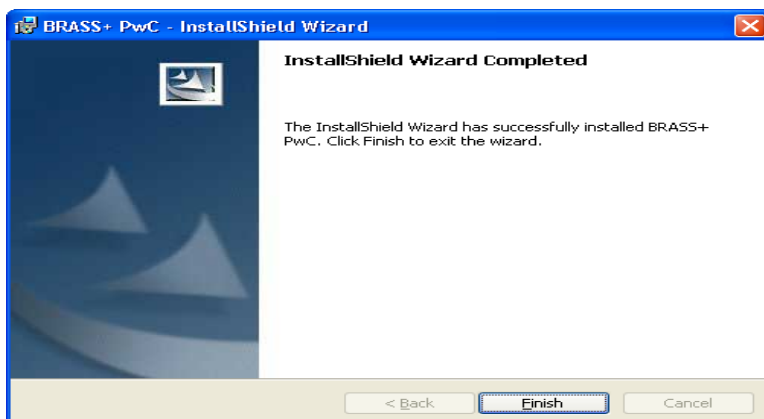 BRASS+ PwC - InstallShield Wizard
InstallShield Wizard Completed
The InstallShield Wizard has successfully installed BRASS+
PwC. Click Finish to exit the wizard.
< Back Finish Cancel